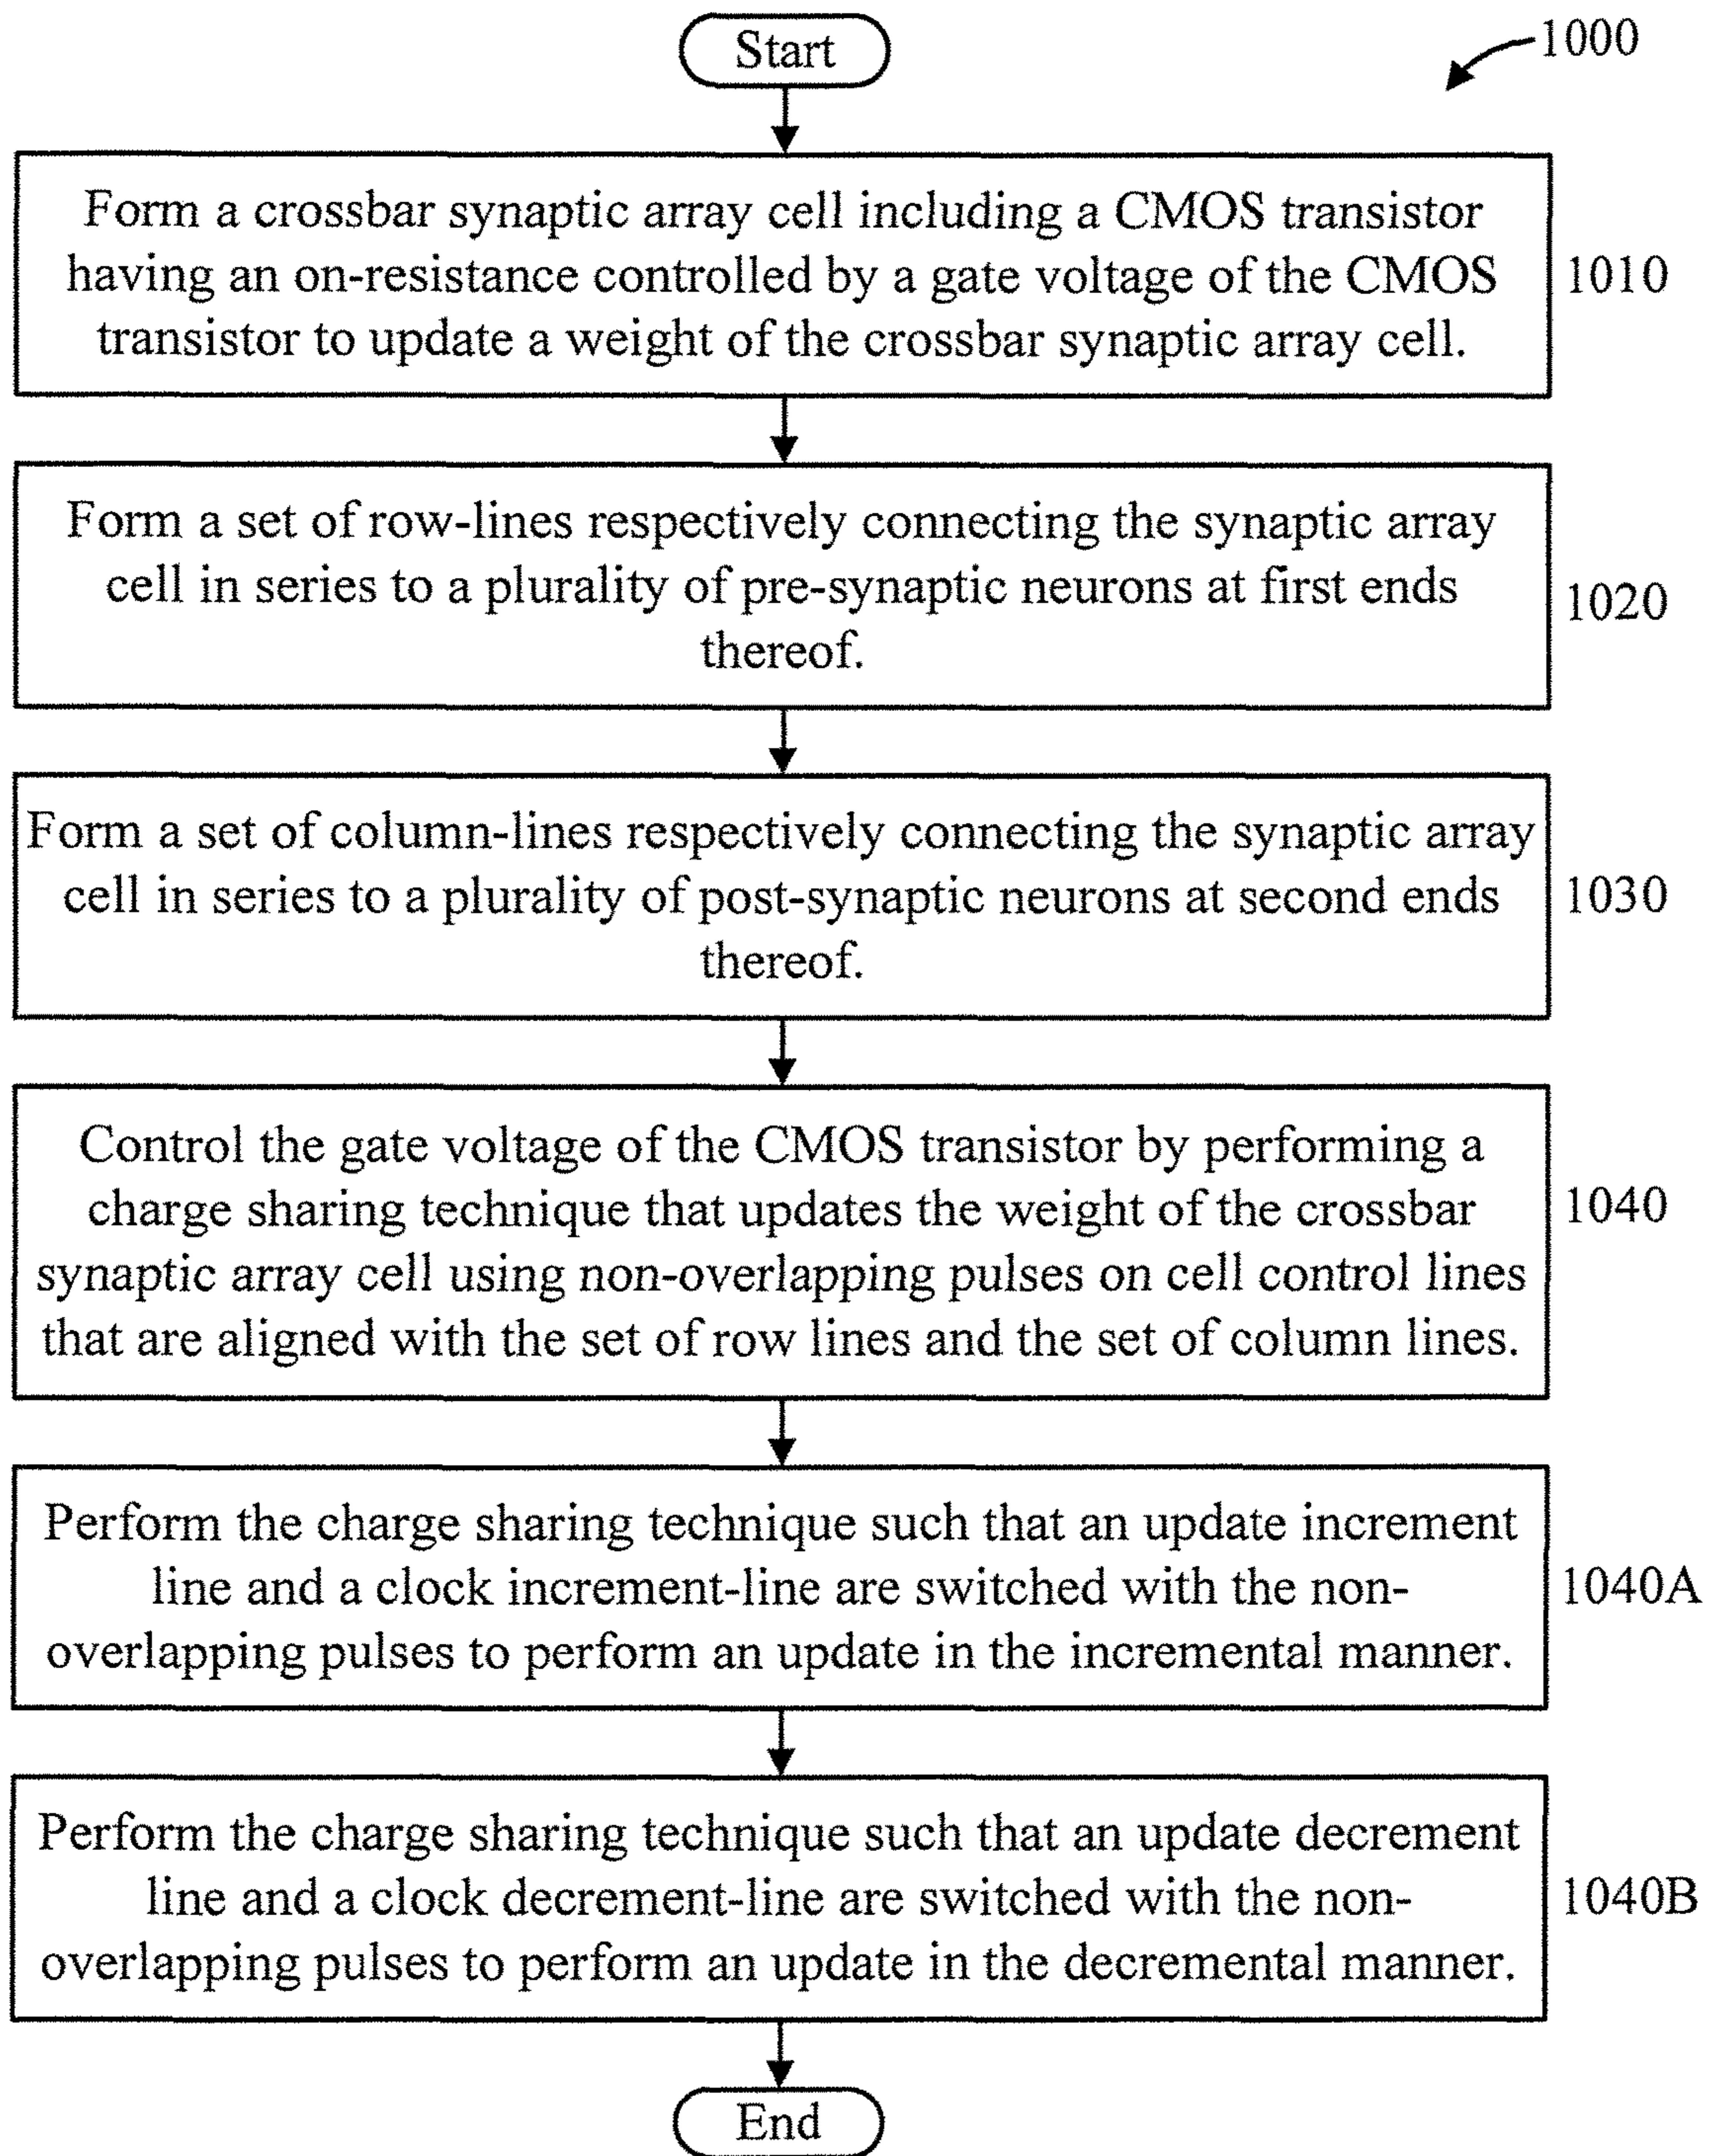 Start
1000
Form a crossbar synaptic array cell including a CMOS transistor
having an on-resistance controlled by a gate voltage of the CMOS
transistor to update a weight of the crossbar synaptic array cell.
1010
Form a set of row-lines respectively connecting the synaptic array
cell in series to a plurality of pre-synaptic neurons at first ends
thereof.
1020
Form a set of column-lines respectively connecting the synaptic array
cell in series to a plurality of post-synaptic neurons at second ends
thereof.
1030
Control the gate voltage of the CMOS transistor by performing a
charge sharing technique that updates the weight of the crossbar
synaptic array cell using non-overlapping pulses on cell control lines
that are aligned with the set of row lines and the set of column lines.
1040
Perform the charge sharing technique such that an update increment
line and a clock increment-line are switched with the non-
overlapping pulses to perform an update in the incremental manner.
1040A
Perform the charge sharing technique such that an update decrement
line and a clock decrement-line are switched with the non-
overlapping pulses to perform an update in the decremental manner.
1040B
End